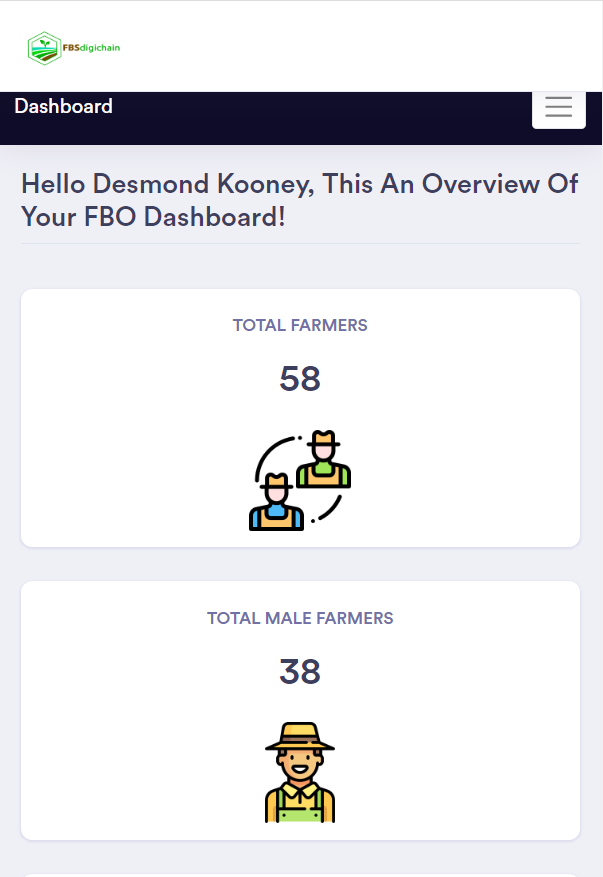 FBSdigichain
Dashboard
Hello Desmond Kooney, This An Overview Of
Your FBO Dashboard!
TOTAL FARMERS
58
TOTAL MALE FARMERS
38